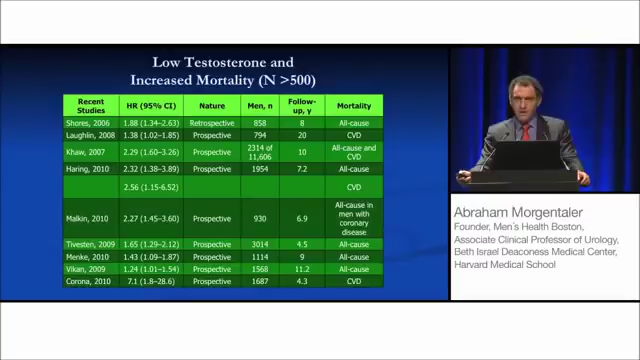 Low Testosterone and
Increased Mortality (N >500)
Recent Studies HR (95% CI) Nature Men, n Follow-up, y Mortality
Shores, 2006 1.88 (1.34–2.63) Retrospective 858 8 All-cause
Laughlin, 2008 1.38 (1.02–1.85) Prospective 794 20 CVD
Khaw, 2007 2.29 (1.60–3.26) Prospective 2314 of 11,606 10 All-cause and CVD
Haring, 2010 2.32 (1.38–3.89) Prospective 1954 7.2 All-cause
2.56 (1.15-6.52) CVD
Malkin, 2010 2.27 (1.45–3.60) Prospective 930 6.9 All-cause in men with coronary disease
Tivesten, 2009 1.65 (1.29–2.12) Prospective 3014 4.5 All-cause
Menke, 2010 1.43 (1.09–1.87) Prospective 1114 9 All-cause
Vikan, 2009 1.24 (1.01–1.54) Prospective 1568 11.2 All-cause
Corona, 2010 7.1 (1.8–28.6) Prospective 1687 4.3 CVD
Abraham Morgentaler
Founder, Men's Health Boston,
Associate Clinical Professor of Urology,
Beth Israel Deaconess Medical Center,
Harvard Medical School